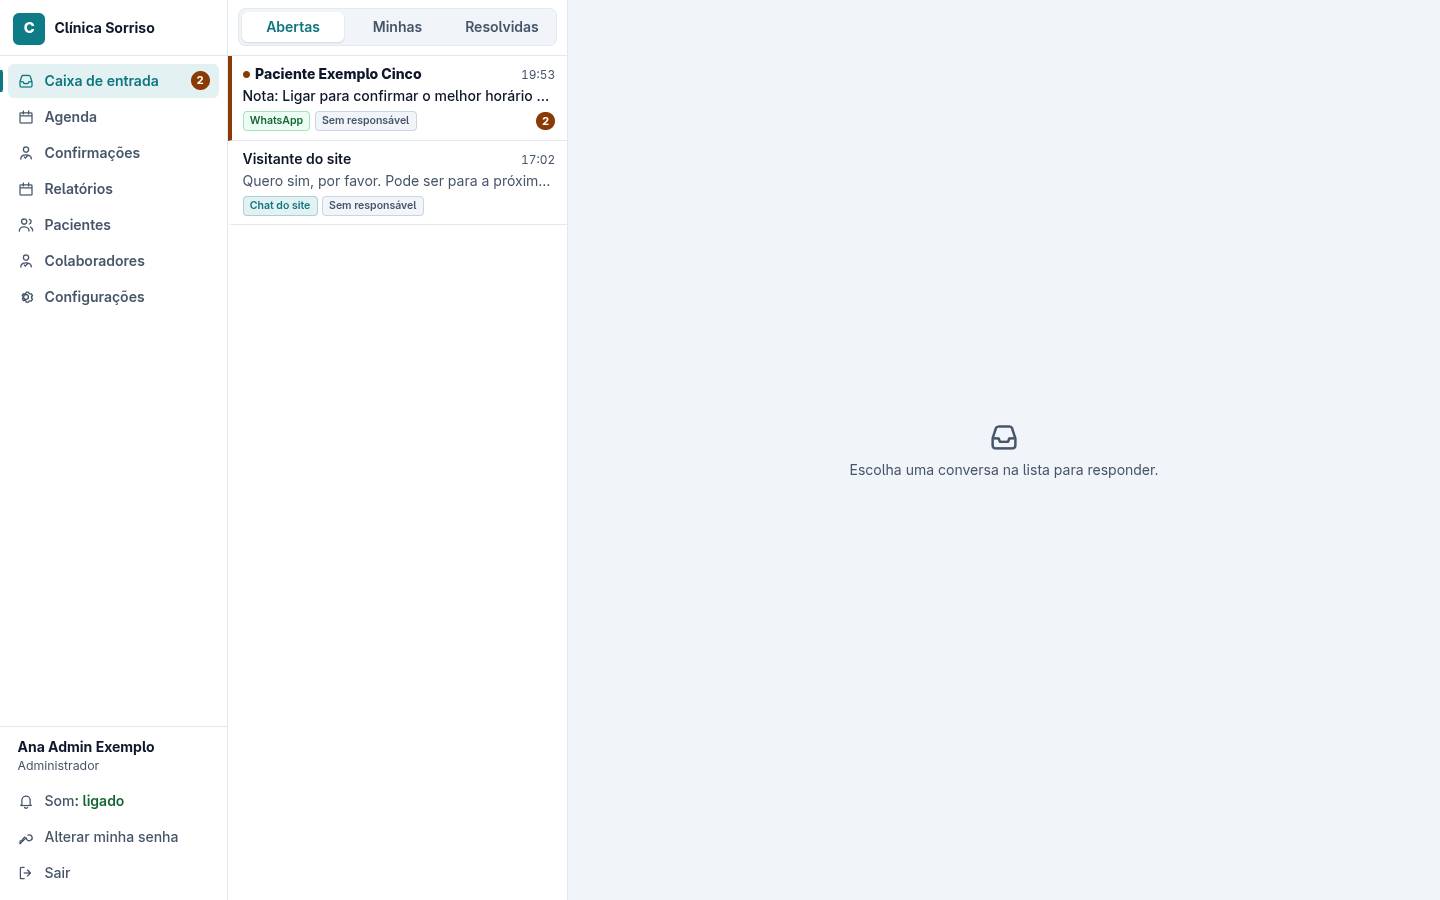 C Clínica Sorriso
Caixa de entrada 2
Agenda
Confirmações
Relatórios
Pacientes
Colaboradores
Configurações
Ana Admin Exemplo
Administrador
Som: ligado
Alterar minha senha
Sair
Abertas Minhas Resolvidas
Paciente Exemplo Cinco 19:53
Nota: Ligar para confirmar o melhor horário ...
WhatsApp Sem responsável 2
Visitante do site 17:02
Quero sim, por favor. Pode ser para a próxim...
Chat do site Sem responsável
Escolha uma conversa na lista para responder.